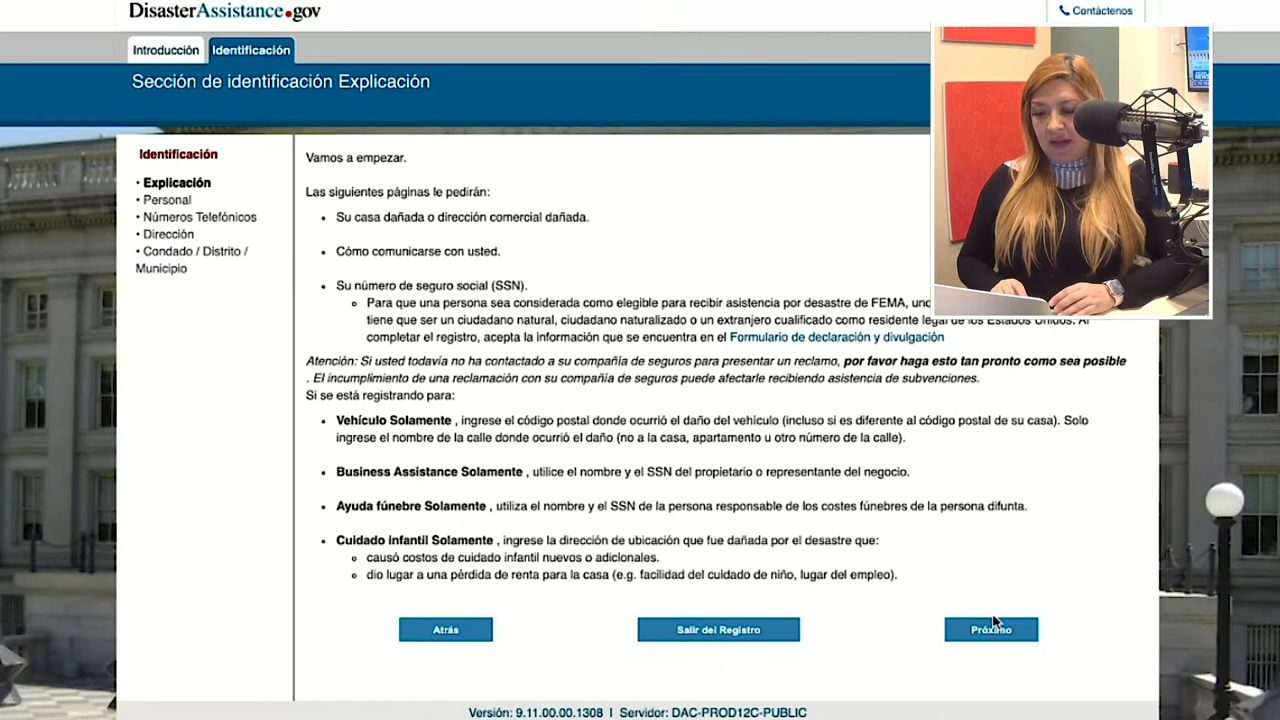 DisasterAssistance.gov
Contáctenos
Introducción
Identificación
Sección de identificación Explicación
Identificación
• Explicación
• Personal
• Números Telefónicos
• Dirección
• Condado / Distrito /
Municipio
Vamos a empezar.
Las siguientes páginas le pedirán:
• Su casa dañada o dirección comercial dañada.
• Cómo comunicarse con usted.
• Su número de seguro social (SSN).
Para que una persona sea considerada como elegible para recibir asistencia por desastre de FEMA,
tiene que ser un ciudadano natural, ciudadano naturalizado o un extranjero cualificado como residente legal de los Estados Unidos. Al
completar el registro, acepta la información que se encuentra en el Formulario de declaración y divulgación
Atención: Si usted todavía no ha contactado a su compañía de seguros para presentar un reclamo, por favor haga esto tan pronto como sea posible
. El incumplimiento de una reclamación con su compañía de seguros puede afectarle recibiendo asistencia de subvenciones.
Si se está registrando para:
• Vehículo Solamente , ingrese el código postal donde ocurrió el daño del vehículo (incluso si es diferente al código postal de su casa). Solo
ingrese el nombre de la calle donde ocurrió el daño (no a la casa, apartamento u otro número de la calle).
• Business Assistance Solamente , utilice el nombre y el SSN del propietario o representante del negocio.
• Ayuda fúnebre Solamente , utiliza el nombre y el SSN de la persona responsable de los costes fúnebres de la persona difunta.
• Cuidado infantil Solamente , ingrese la dirección de ubicación que fue dañada por el desastre que:
causó costos de cuidado infantil nuevos o adicionales.
dio lugar a una pérdida de renta para la casa (e.g. facilidad del cuidado de niño, lugar del empleo).
Atrás
Salir del Registro
Próximo
Versión: 9.11.00.00.1308 | Servidor: DAC-PROD12C-PUBLIC